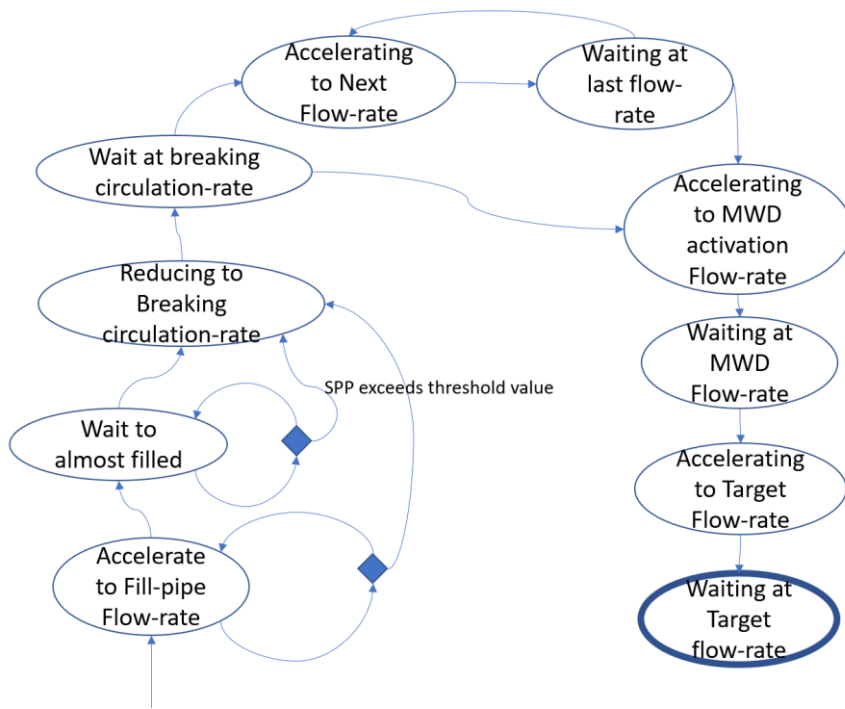 Accelerating
to Next
Flow-rate
Waiting at
last flow-
rate
Wait at breaking
circulation-rate
Accelerating
to MWD
activation
Flow-rate
Reducing to
Breaking
circulation-rate
Waiting at
MWD
Flow-rate
SPP exceeds threshold value
Wait to
almost filled
Accelerating
to Target
Flow-rate
Accelerate
to Fill-pipe
Flow-rate
Waiting at
Target
flow-rate